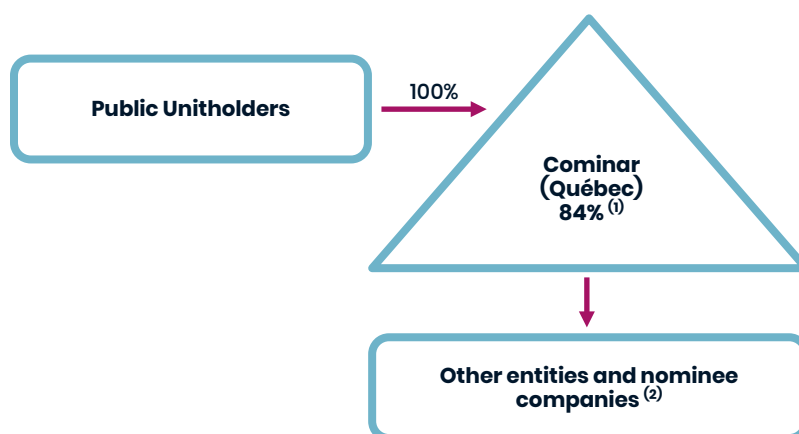 100%
Public Unitholders
Cominar
(Québec)
84% (1)
Other entities and nominee
companies (2)